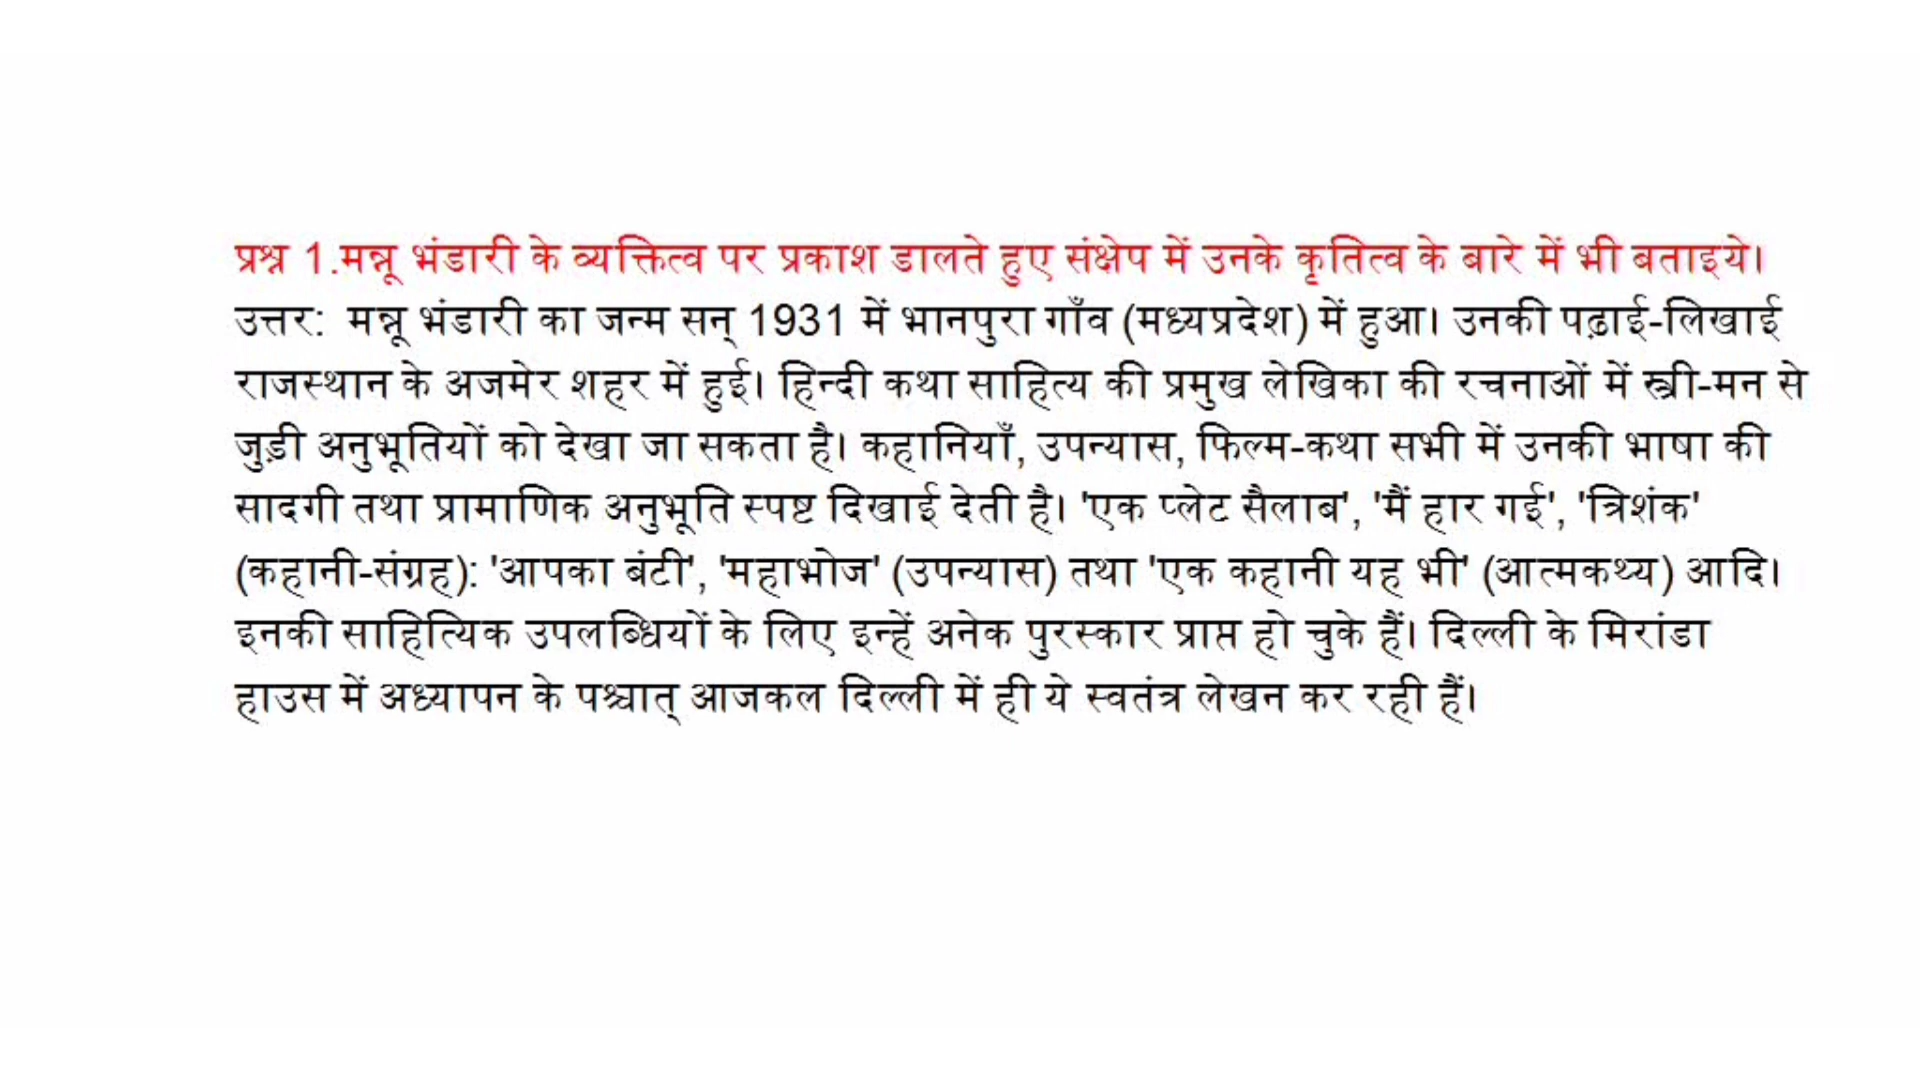 प्रश्न 1.मन्नू भंडारी के व्यक्तित्व पर प्रकाश डालते हुए संक्षेप में उनके कृतित्व के बारे में भी बताइये।
उत्तर: मन्नू भंडारी का जन्म सन् 1931 में भानपुरा गाँव (मध्यप्रदेश) में हुआ। उनकी पढ़ाई-लिखाई
राजस्थान के अजमेर शहर में हुई। हिन्दी कथा साहित्य की प्रमुख लेखिका की रचनाओं में स्त्री-मन से
जुड़ी अनुभूतियों को देखा जा सकता है। कहानियाँ, उपन्यास, फिल्म-कथा सभी में उनकी भाषा की
सादगी तथा प्रामाणिक अनुभूति स्पष्ट दिखाई देती है। 'एक प्लेट सैलाब', 'मैं हार गई', 'त्रिशंक'
(कहानी-संग्रह): 'आपका बंटी', 'महाभोज' (उपन्यास) तथा 'एक कहानी यह भी' (आत्मकथ्य) आदि।
इनकी साहित्यिक उपलब्धियों के लिए इन्हें अनेक पुरस्कार प्राप्त हो चुके हैं। दिल्ली के मिरांडा
हाउस में अध्यापन के पश्चात् आजकल दिल्ली में ही ये स्वतंत्र लेखन कर रही हैं।